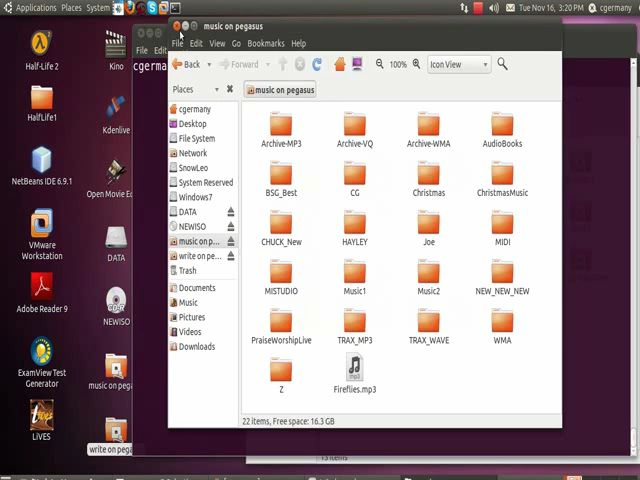 Applications Places System
Tue Nov 16, 3:20 PM
cgermany
music on pegasus
File Edit View Go Bookmarks Help
File Edit
Back
Forward
100%
Icon View
Places
music on pegasus
cgermany
Desktop
File System
Network
SnowLeo
System Reserved
Windows7
DATA
NEWISO
music on p...
write on pe...
Trash
Documents
Music
Pictures
Videos
Downloads
Archive-MP3
Archive-VQ
Archive-WMA
AudioBooks
BSG_Best
CG
Christmas
ChristmasMusic
CHUCK_New
HAYLEY
Joe
MIDI
MISTUDIO
Music1
Music2
NEW_NEW_NEW
PraiseWorshipLive
TRAX_MP3
TRAX_WAVE
WMA
Z
mp3
Fireflies.mp3
22 items, Free space: 16.3 GB
Half-Life 2
Kino
HalfLife1
Kdenlive
NetBeans IDE 6.9.1
Open Movie Ed
VMware
Workstation
DATA
Adobe Reader 9
CD-R
NEWISO
ExamView Test
Generator
music on pega
LiVES
write on pega
items